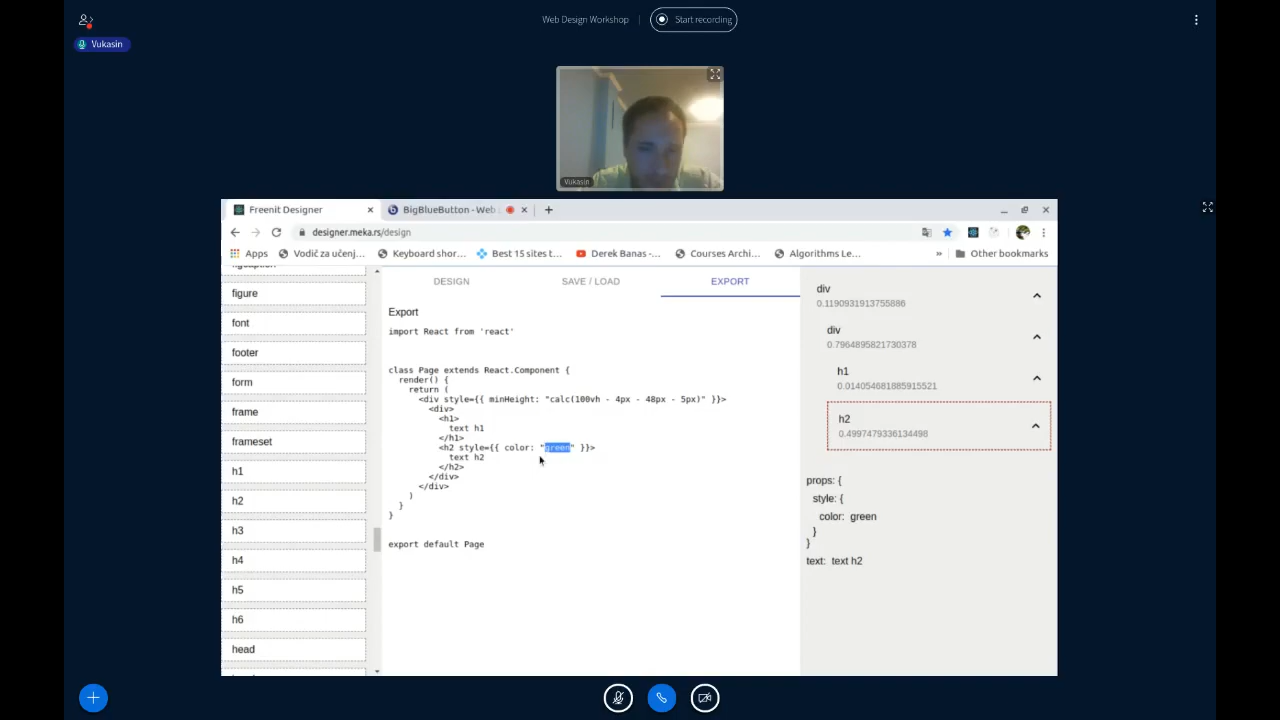 Web Design Workshop
Start recording
Vukasin
Vukasin
Freenit Designer
BigBlueButton - Web
designer.meka.rs/design
Apps
Vodič za učenj...
Keyboard shor...
Best 15 sites t...
Derek Banas -...
Courses Archi...
Algorithms Le...
»
Other bookmarks
figcaption
figure
font
footer
form
frame
frameset
h1
h2
h3
h4
h5
h6
head
DESIGN
SAVE / LOAD
EXPORT
Export
import React from 'react'
class Page extends React.Component {
render() {
return (
<div style={{ minHeight: "calc(100vh - 4px - 48px - 5px)" }}>
<div>
<h1>
text h1
</h1>
<h2 style={{ color: "green" }}>
text h2
</h2>
</div>
</div>
)
}
}
export default Page
div
0.1190931913755886
div
0.7964895821730378
h1
0.014054681885915521
h2
0.4997479336134498
props: {
style: {
color: green
}
}
text: text h2